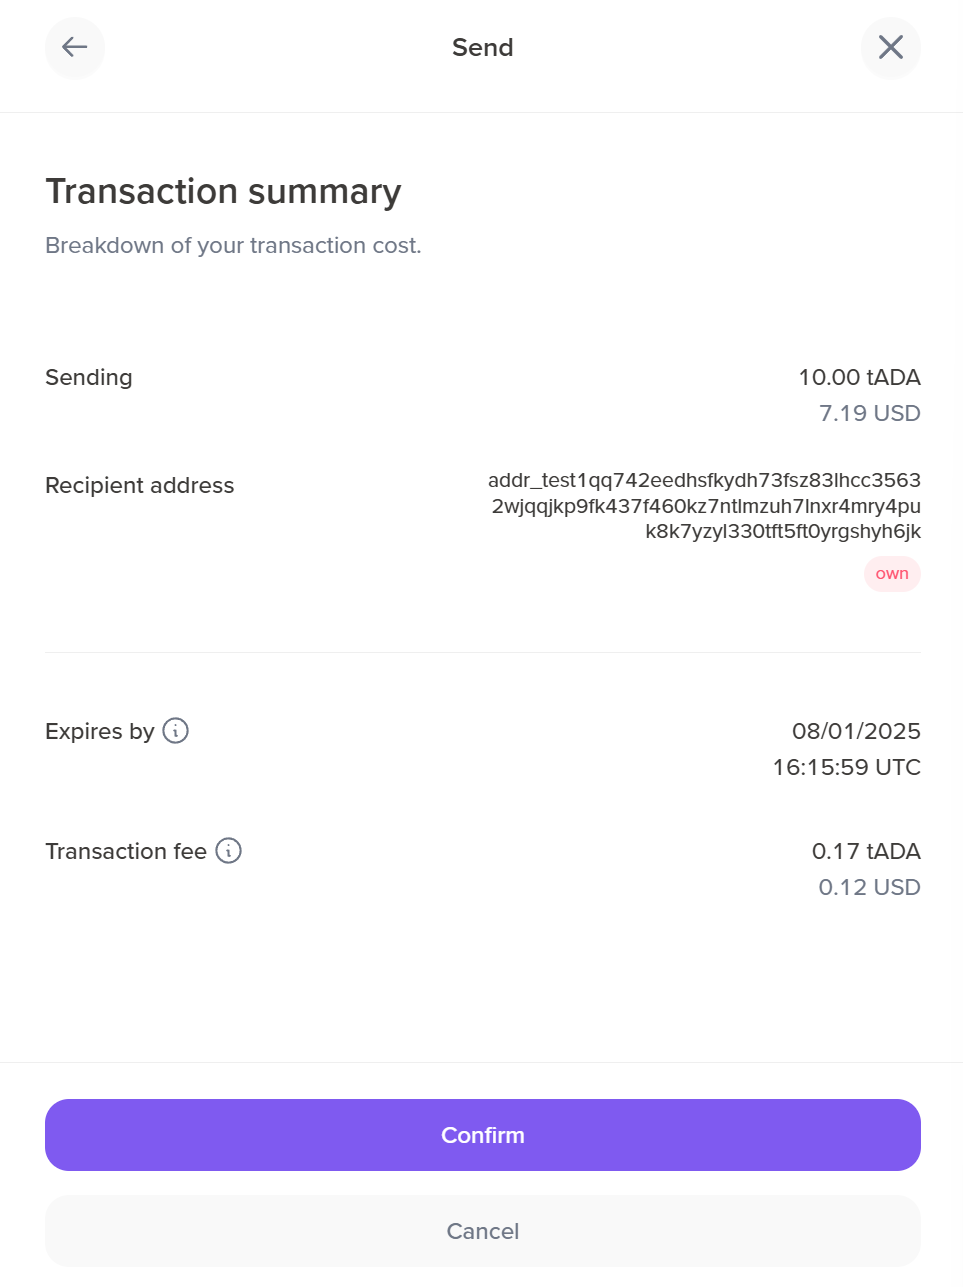 Send
Transaction summary
Breakdown of your transaction cost.
Sending
10.00 tADA
7.19 USD
Recipient address
addr_test1qq742eedhsfkydh73fsz83lhcc3563
2wjqqjkp9fk437f460kz7ntlmzuh7lnxr4mry4pu
k8k7yzyl330tft5ft0yrgshyh6jk
own
Expires by
08/01/2025
16:15:59 UTC
Transaction fee
0.17 tADA
0.12 USD
Confirm
Cancel